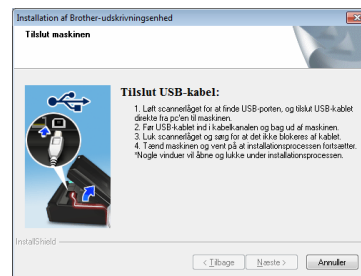 Installation af Brother-udskrivningsenhed
Tilslut maskinen
Tilslut USB-kabel:
1. Løft scannerlåget for at finde USB-porten, og tilslut USB-kablet
direkte fra pc'en til maskinen.
2. Før USB-kablet ind i kabelkanalen og bag ud af maskinen.
3. Luk scannerlåget og sørg for at det ikke blokeres af kablet.
4. Tænd maskinen og vent på at installationsprocessen fortsætter.
*Nogle vinduer vil åbne og lukke under installationsprocessen.
InstallShield
< Tilbage
Næste >
Annuller